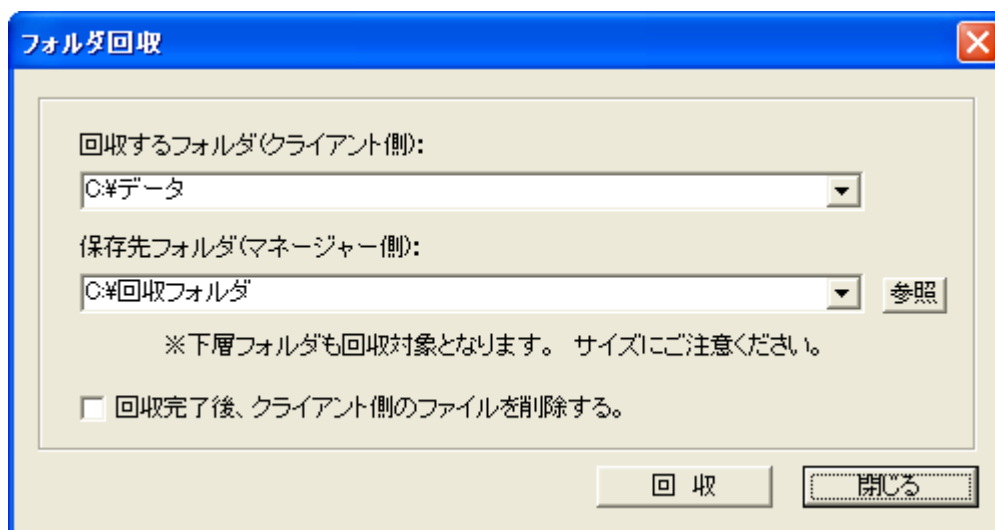 フォルダ回収
回収するフォルダ(クライアント側):
C:¥データ
保存先フォルダ(マネージャー側):
C:¥回収フォルダ
参照
※下層フォルダも回収対象となります。 サイズにご注意ください。
回収完了後、クライアント側のファイルを削除する。
回 収
閉じる